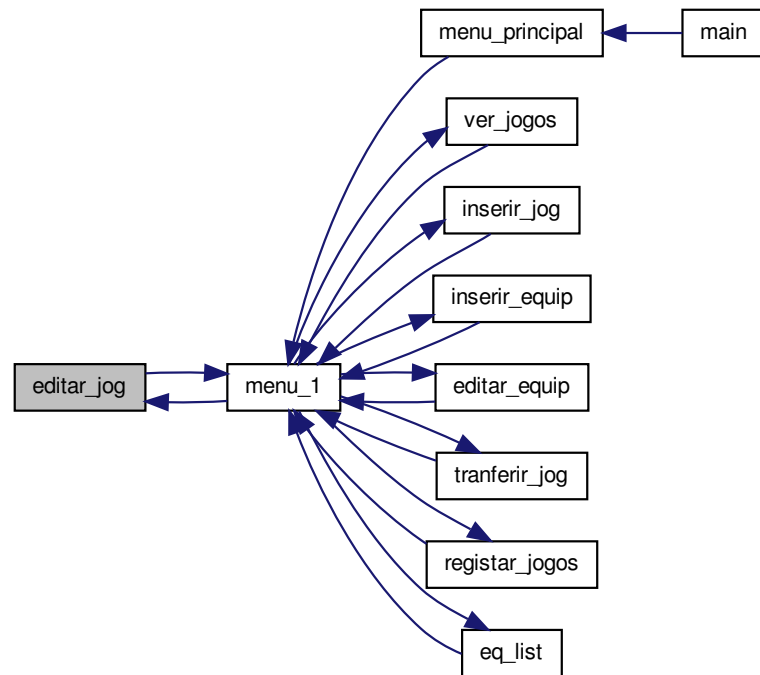 menu_principal
main
ver_jogos
inserir_jog
inserir_equip
editar_jog
menu_1
editar_equip
tranferir_jog
registar_jogos
eq_list